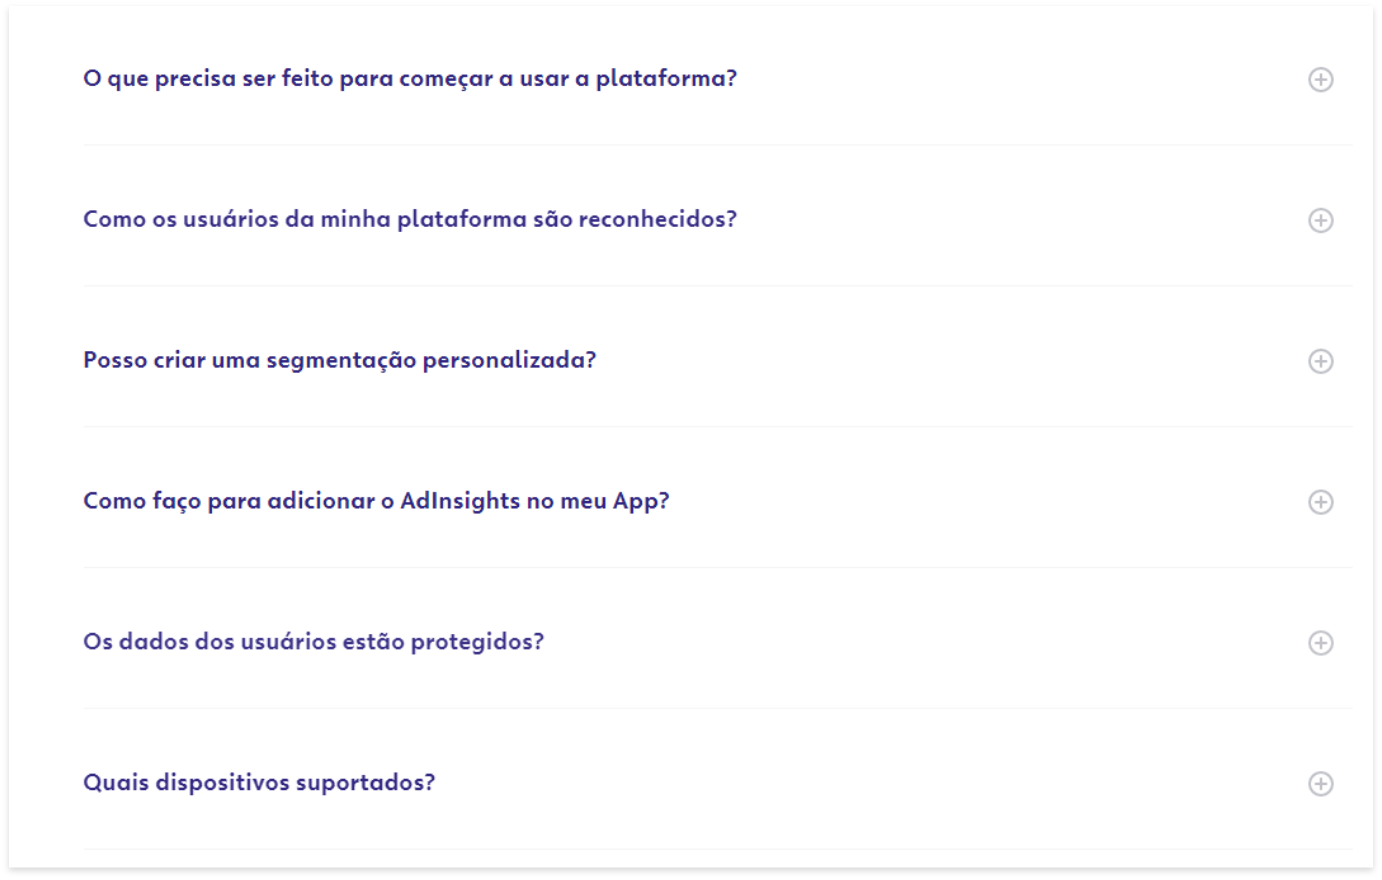 O que precisa ser feito para começar a usar a plataforma?
Como os usuários da minha plataforma são reconhecidos?
Posso criar uma segmentação personalizada?
Como faço para adicionar o AdInsights no meu App?
Os dados dos usuários estão protegidos?
Quais dispositivos suportados?